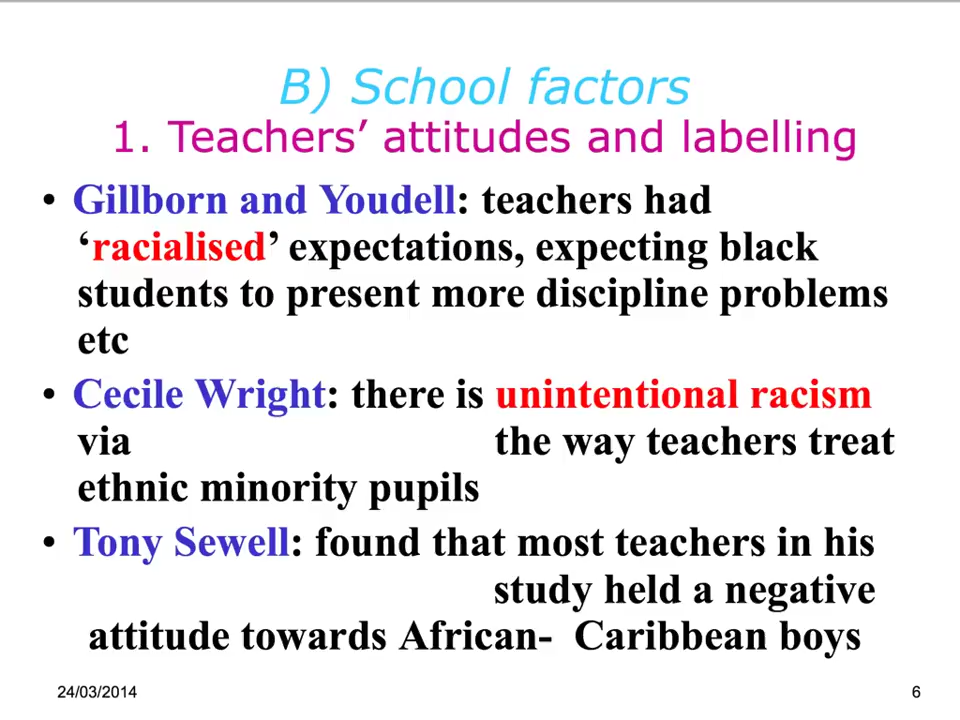 B) School factors
1. Teachers’ attitudes and labelling
• Gillborn and Youdell: teachers had
‘racialised’ expectations, expecting black
students to present more discipline problems
etc
• Cecile Wright: there is unintentional racism
via the way teachers treat
ethnic minority pupils
• Tony Sewell: found that most teachers in his
study held a negative
attitude towards African- Caribbean boys
24/03/2014 6